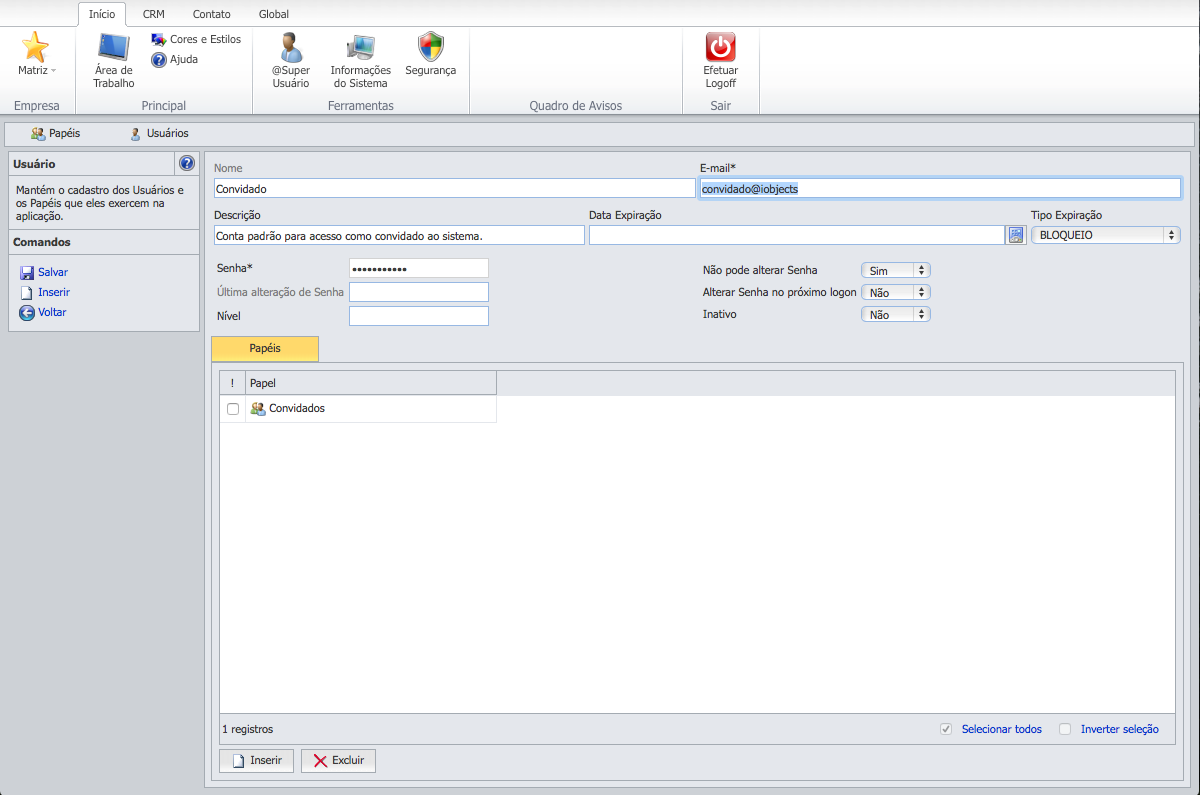 Início CRM Contato Global
Matriz
Área de
Trabalho
Cores e Estilos
Ajuda
@Super
Usuário
Informações
do Sistema
Segurança
Efetuar
Logoff
Empresa Principal Ferramentas Quadro de Avisos Sair
Papéis Usuários
Usuário
?
Mantém o cadastro dos Usuários e
os Papéis que eles exercem na
aplicação.
Comandos
Salvar
Inserir
Voltar
Nome E-mail*
Convidado convidado@iobjects
Descrição Data Expiração Tipo Expiração
Conta padrão para acesso como convidado ao sistema. BLOQUEIO
Senha* ••••••••••• Não pode alterar Senha Sim
Última alteração de Senha Alterar Senha no próximo logon Não
Nível Inativo Não
Papéis
! Papel
Convidados
1 registros Selecionar todos Inverter seleção
Inserir Excluir